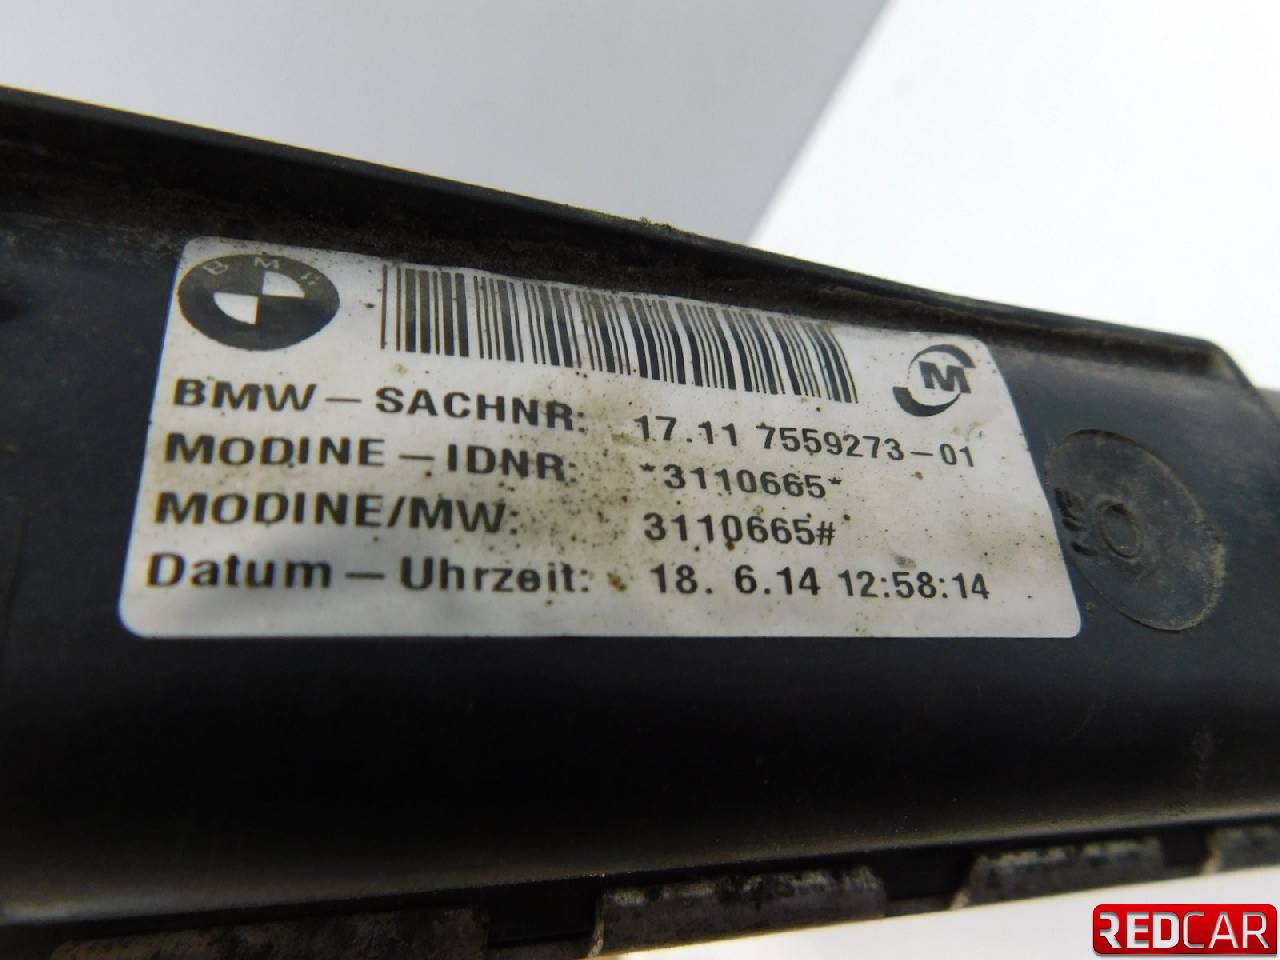 BMW
M
BMW-SACHNR: 17.11 7559273-01
MODINE-IDNR: *3110665*
MODINE/MW: 3110665#
Datum-Uhrzeit: 18. 6.14 12:58:14
REDCAR